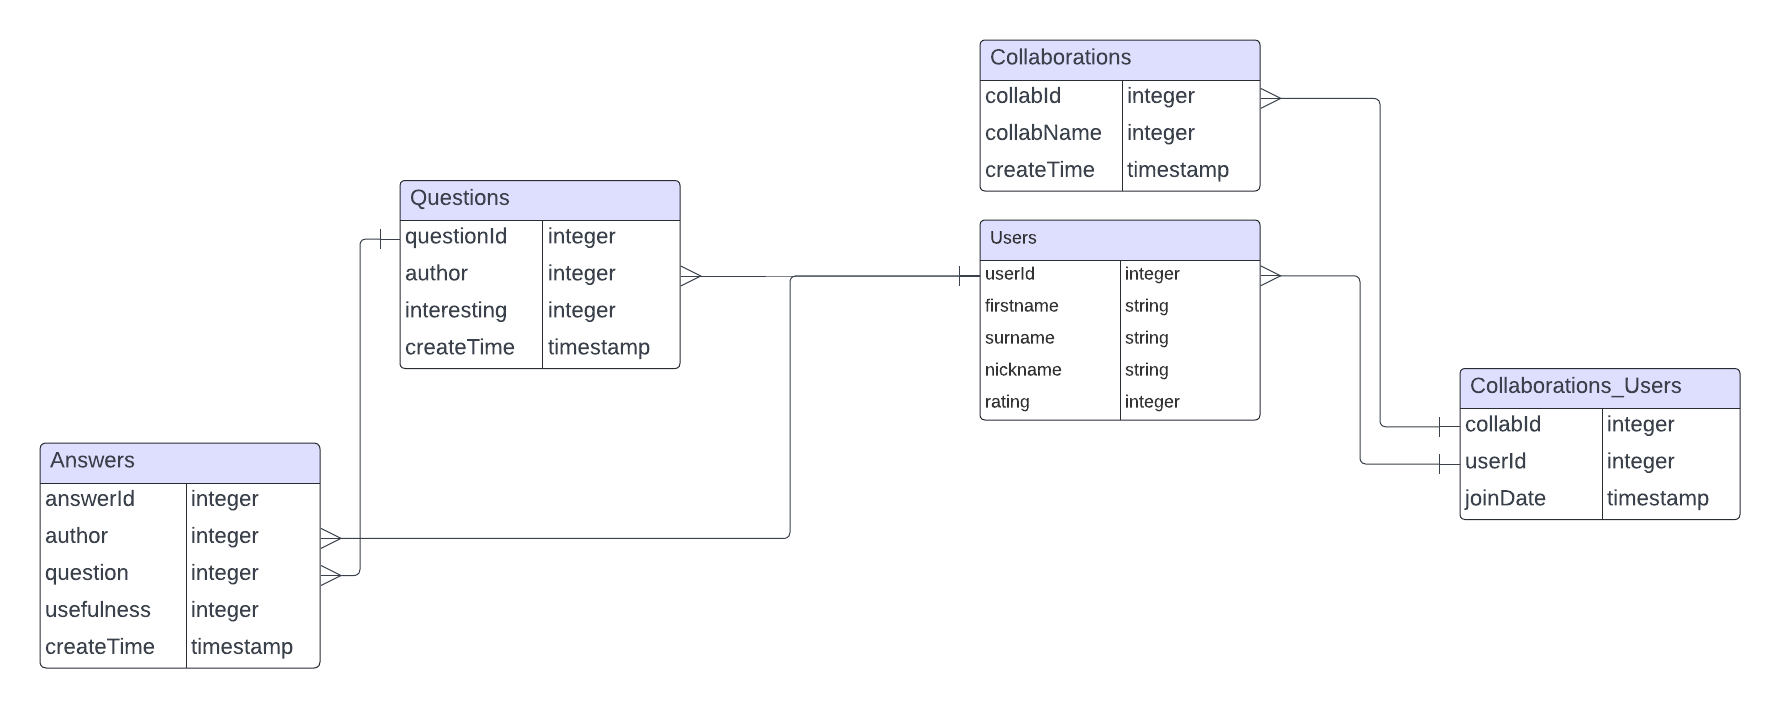 Collaborations
collabId integer
collabName integer
createTime timestamp
Questions
questionId integer
author integer
interesting integer
createTime timestamp
Users
userId integer
firstname string
surname string
nickname string
rating integer
Collaborations_Users
collabId integer
userId integer
joinDate timestamp
Answers
answerId integer
author integer
question integer
usefulness integer
createTime timestamp